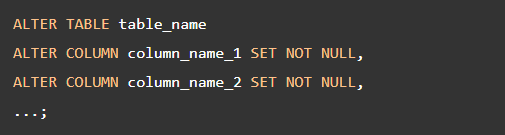 ALTER TABLE table_name
ALTER COLUMN column_name_1 SET NOT NULL,
ALTER COLUMN column_name_2 SET NOT NULL,
...;